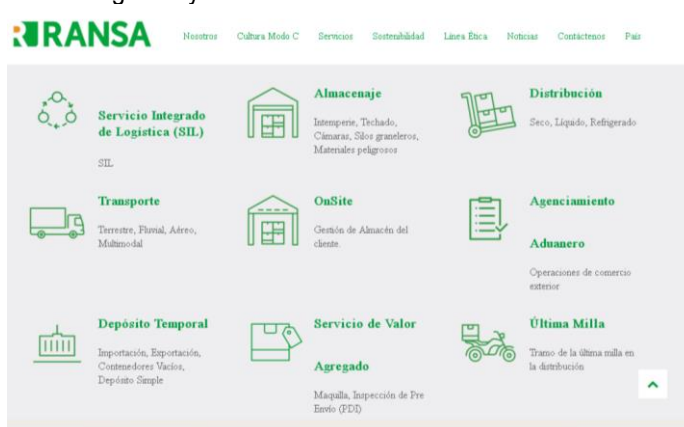 RANSA
Nosotros Cultura Modo C Servicios Sostenibilidad Línea Ética Noticias Contáctenos País
Servicio Integrado
de Logística (SIL)
SIL
Almacenaje
Intemperie, Techado,
Cámaras, Silos graneleros,
Materiales peligrosos
Distribución
Seco, Líquido, Refrigerado
Transporte
Terrestre, Fluvial, Aéreo,
Multimodal
OnSite
Gestión de Almacén del
cliente.
Agenciamiento
Aduanero
Operaciones de comercio
exterior
Depósito Temporal
Importación, Exportación,
Contenedores Vacíos,
Depósito Simple
Servicio de Valor
Agregado
Maquilla, Inspección de Pre
Envío (PDI)
Última Milla
Tramo de la última milla en
la distribución